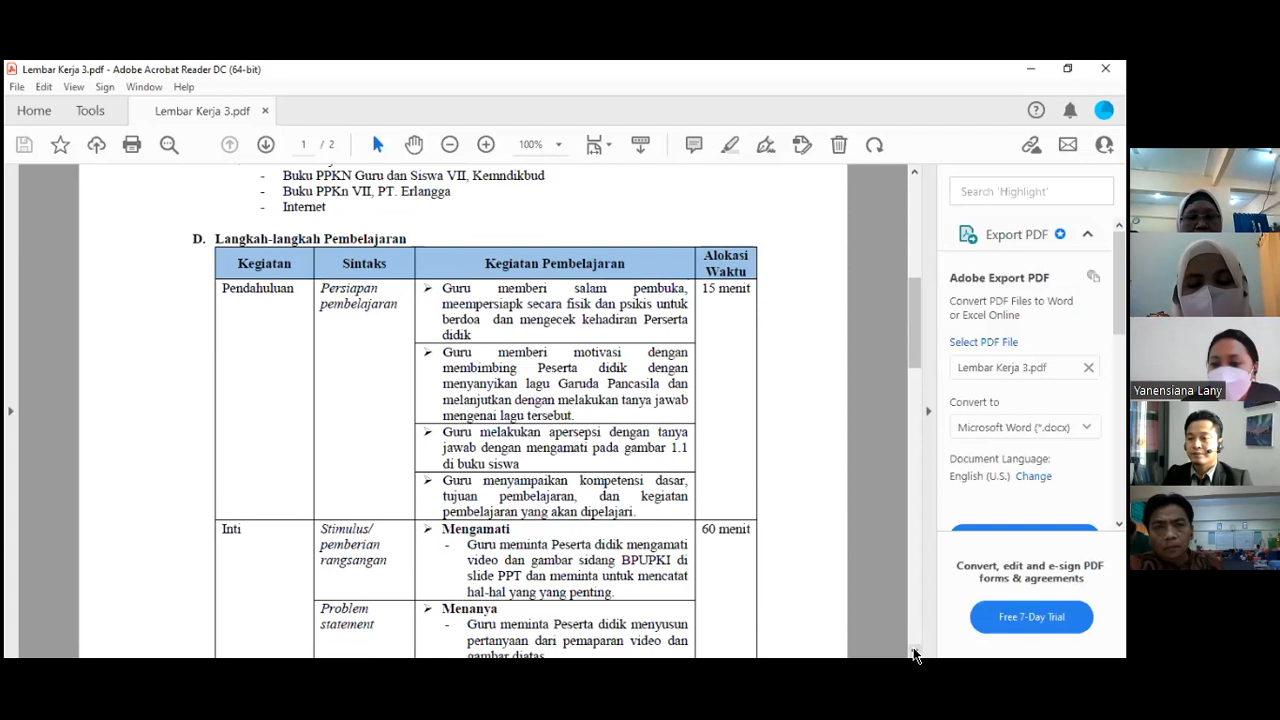 Lembar Kerja 3.pdf - Adobe Acrobat Reader DC (64-bit)
File Edit View Sign Window Help
Home Tools Lembar Kerja 3.pdf
1 / 2 100%
- Buku PPKN Guru dan Siswa VII, Kemndikbud
- Buku PPKn VII, PT. Erlangga
- Internet
D. Langkah-langkah Pembelajaran
Kegiatan Sintaks Kegiatan Pembelajaran Alokasi
Waktu
Pendahuluan Persiapan
pembelajaran
➢ Guru memberi salam pembuka,
meempersiapk secara fisik dan psikis untuk
berdoa dan mengecek kehadiran Perserta
didik
15 menit
➢ Guru memberi motivasi dengan
membimbing Peserta didik dengan
menyanyikan lagu Garuda Pancasila dan
melanjutkan dengan melakukan tanya jawab
mengenai lagu tersebut.
➢ Guru melakukan apersepsi dengan tanya
jawab dengan mengamati pada gambar 1.1
di buku siswa
➢ Guru menyampaikan kompetensi dasar,
tujuan pembelajaran, dan kegiatan
pembelajaran yang akan dipelajari.
Inti Stimulus/
pemberian
rangsangan
➢ Mengamati
- Guru meminta Peserta didik mengamati
video dan gambar sidang BPUPKI di
slide PPT dan meminta untuk mencatat
hal-hal yang yang penting.
60 menit
Problem
statement
➢ Menanya
- Guru meminta Peserta didik menyusun
pertanyaan dari pemaparan video dan
gambar diatas
Search 'Highlight'
Export PDF
Adobe Export PDF
Convert PDF Files to Word
or Excel Online
Select PDF File
Lembar Kerja 3.pdf
Convert to
Microsoft Word (*.docx)
Document Language:
English (U.S.) Change
Convert, edit and e-sign PDF
forms & agreements
Free 7-Day Trial
Yanensiana Lany